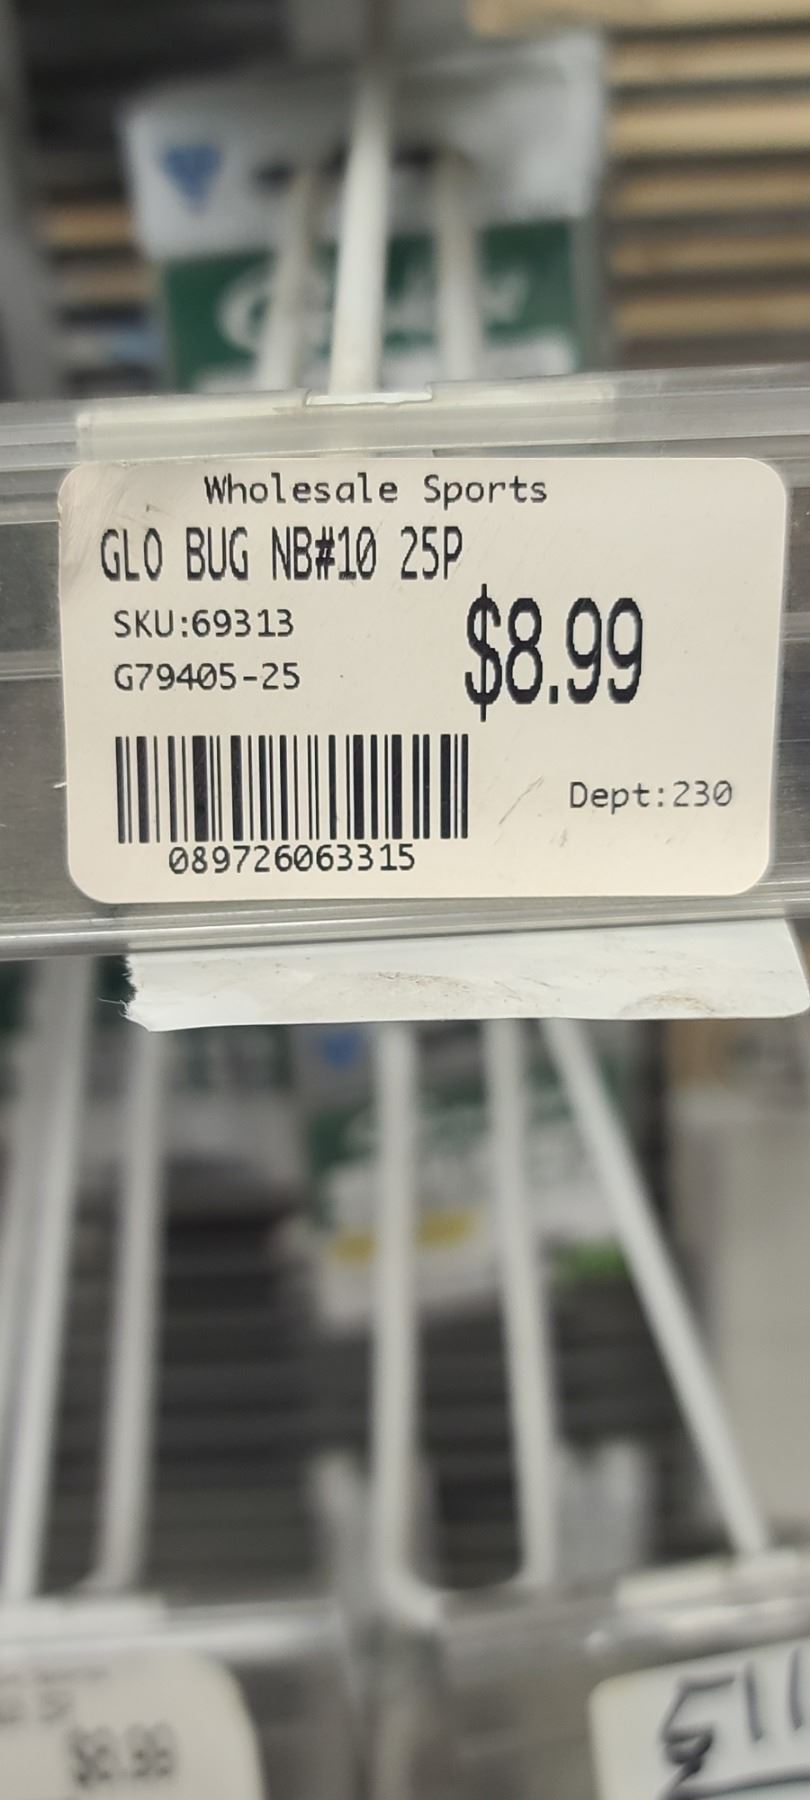 Wholesale Sports
GLO BUG NB#10 25P
SKU:69313
$8.99
G79405-25
Dept:230
089726063315